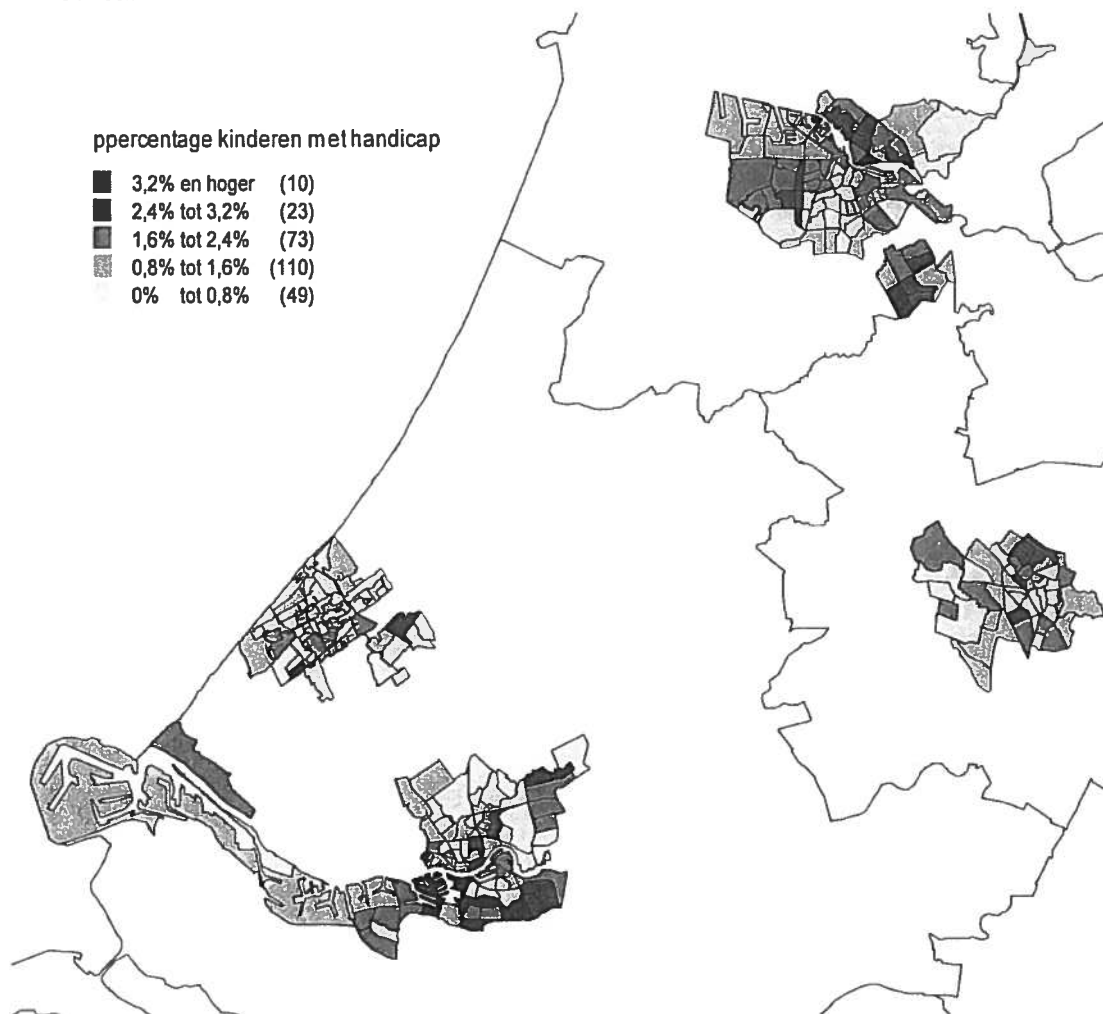 ppercentage kinderen met handicap
3,2% en hoger (10)
2,4% tot 3,2% (23)
1,6% tot 2,4% (73)
0,8% tot 1,6% (110)
0% tot 0,8% (49)